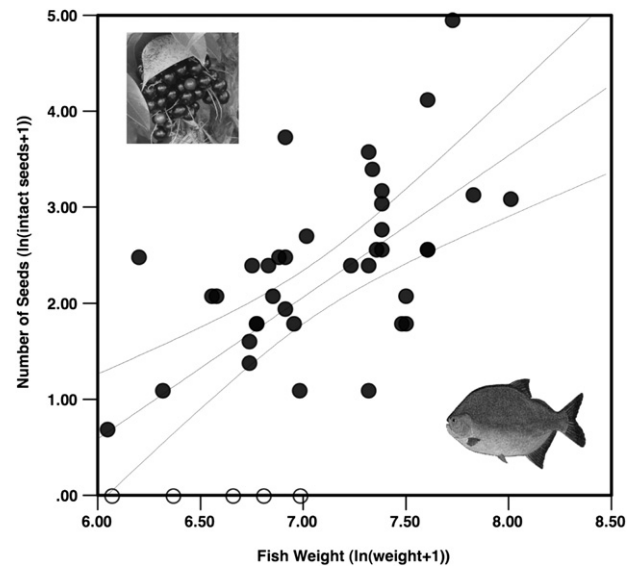 5.00
4.00
3.00
2.00
1.00
.00
Number of Seeds (ln(intact seeds+1))
6.00 6.50 7.00 7.50 8.00 8.50
Fish Weight (ln(weight+1))